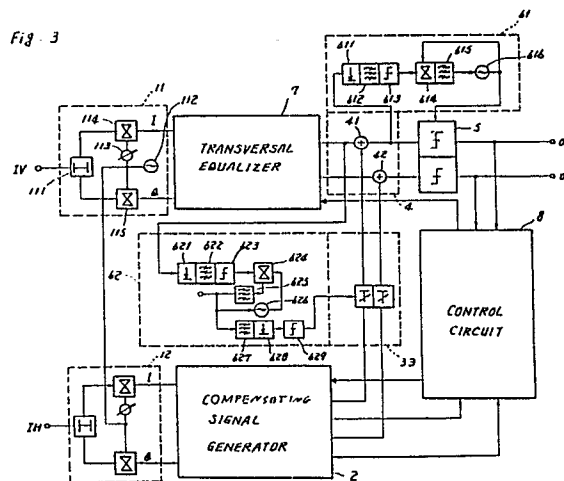 Fig. 3
61
611
615
616
612
613
614
11
112
7
114
I
113
41
5
IV
TRANSVERSAL
EQUALIZER
O
111
42
O
115
Q
4
8
62
621
622
623
624
625
626
CONTROL
CIRCUIT
627
628
629
33
12
I
COMPENSATING
SIGNAL
GENERATOR
IH
Q
2